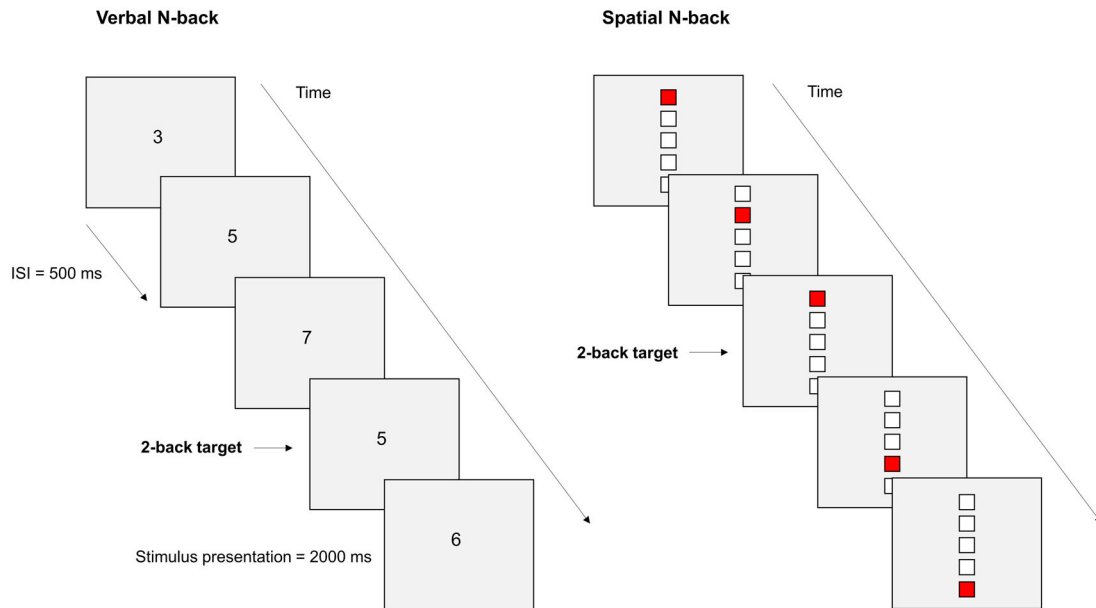 Verbal N-back
Time
3
5
ISI = 500 ms
7
2-back target
5
6
Stimulus presentation = 2000 ms
Spatial N-back
Time
2-back target